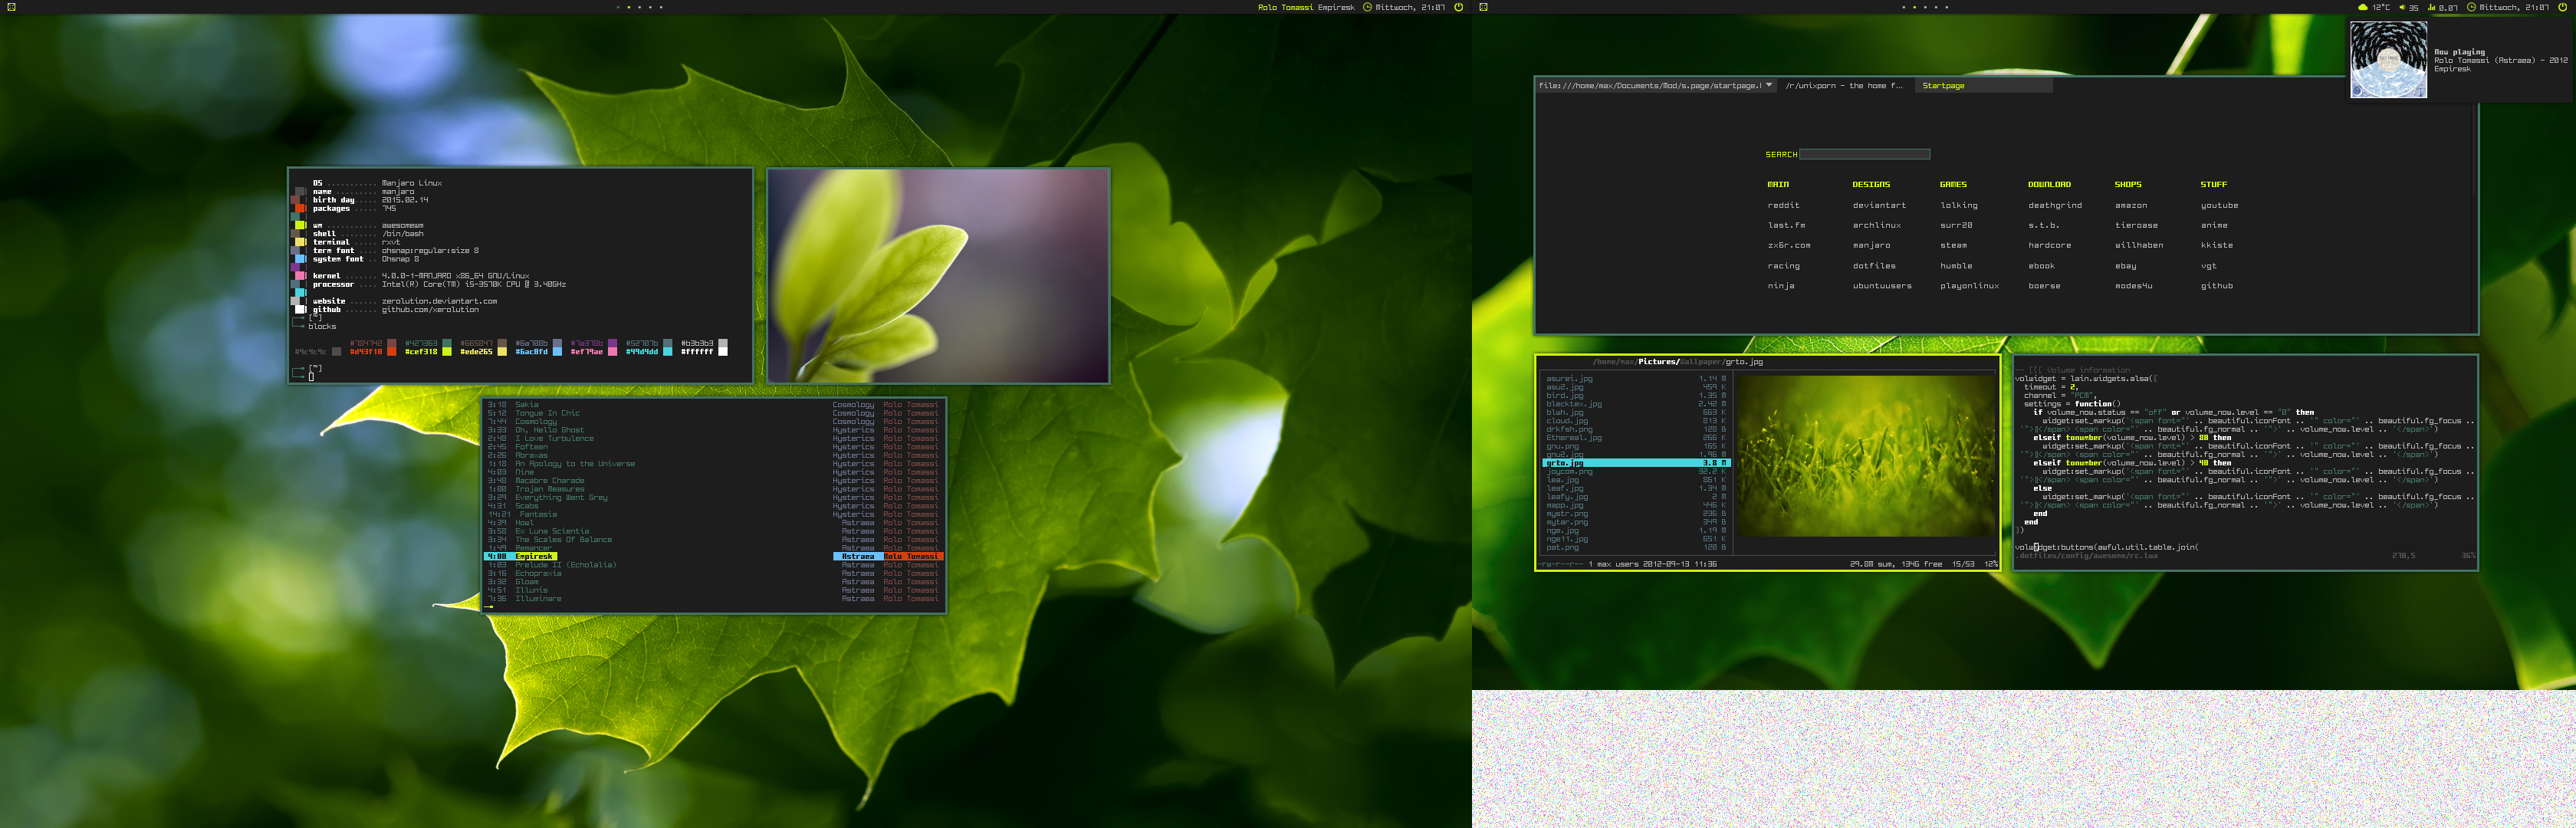 Rolo Tomassi Empiresk Mittwoch, 21:07
12°C 35 0.07 Mittwoch, 21:07
Now playing
Rolo Tomassi (Astraea) - 2012
Empiresk
OS ........... Manjaro Linux
name .......... manjaro
birth day..... 2015.02.14
packages ..... 745
wm ........... awesomewm
shell ........ /bin/bash
terminal ..... rxvt
term font .... ohsnap:regular:size 8
system font .. Ohsnap 8
kernel ....... 4.0.0-1-MANJARO x86_64 GNU/Linux
processor .... Intel(R) Core(TM) i5-3570K CPU @ 3.40GHz
website ...... zerolution.deviantart.com
github ....... github.com/xerolution
[~]
blocks
#784742 #427363 #665847 #6a708b #7a378b #52707b #b3b3b3
#4c4c4c #d43f18 #cef318 #ede265 #6ac8fd #ef79ae #49d4dd #ffffff
[~]
3:18 Sakia Cosmology Rolo Tomassi
5:12 Tongue In Chic Cosmology Rolo Tomassi
7:44 Cosmology Cosmology Rolo Tomassi
3:33 Oh, Hello Ghost Hysterics Rolo Tomassi
2:48 I Love Turbulence Hysterics Rolo Tomassi
2:45 Fofteen Hysterics Rolo Tomassi
2:26 Abraxas Hysterics Rolo Tomassi
1:18 An Apology to the Universe Hysterics Rolo Tomassi
4:03 Nine Hysterics Rolo Tomassi
3:48 Macabre Charade Hysterics Rolo Tomassi
1:00 Trojan Measures Hysterics Rolo Tomassi
3:29 Everything Went Grey Hysterics Rolo Tomassi
4:31 Scabs Hysterics Rolo Tomassi
14:21 Fantasia Hysterics Rolo Tomassi
4:39 Howl Astraea Rolo Tomassi
3:58 Ex Luna Scientia Astraea Rolo Tomassi
3:34 The Scales Of Balance Astraea Rolo Tomassi
1:49 Remancer Astraea Rolo Tomassi
4:08 Empiresk Astraea Rolo Tomassi
1:03 Prelude II (Echolalia) Astraea Rolo Tomassi
3:16 Echopraxia Astraea Rolo Tomassi
3:32 Gloam Astraea Rolo Tomassi
4:51 Illumis Astraea Rolo Tomassi
7:36 Illuminare Astraea Rolo Tomassi
file:///home/max/Documents/Mod/s.page/startpage.l /r/unixporn - the home f... Startpage
SEARCH
MAIN DESIGNS GAMES DOWNLOAD SHOPS STUFF
reddit deviantart lolking deathgrind amazon youtube
last.fm archlinux surr20 s.t.b. tieroase anime
zx6r.com manjaro steam hardcore willhaben kkiste
racing dotfiles humble ebook ebay vgt
ninja ubuntuusers playonlinux boerse modes4u github
/home/max/Pictures/Wallpaper/grto.jpg
asurei.jpg 1.14 M
asu2.jpg 459 K
bird.jpg 1.35 M
blacktex.jpg 2.42 M
blwh.jpg 663 K
cloud.jpg 813 K
drkfsh.png 128 B
Ethereal.jpg 266 K
gnu.png 165 K
gnu2.jpg 1.96 M
grto.jpg 3.8 M
joycom.png 32.2 K
lea.jpg 861 K
leaf.jpg 1.34 M
leafy.jpg 2 M
mapp.jpg 446 K
mystr.png 236 B
mytar.png 349 B
nge.jpg 1.19 M
nge11.jpg 651 K
pat.png 128 B
-rw-r--r-- 1 max users 2012-09-13 11:36 29.8M sum, 134G free 15/53 12%
-- {{{ Volume information
volwidget = lain.widgets.alsa({
timeout = 2,
channel = "PCM",
settings = function()
if volume_now.status == "off" or volume_now.level == "0" then
widget:set_markup('<span font="' .. beautiful.iconFont .. '" color="' .. beautiful.fg_focus ..
'"></span> <span color="' .. beautiful.fg_normal .. '">' .. volume_now.level .. '</span>')
elseif tonumber(volume_now.level) > 80 then
widget:set_markup('<span font="' .. beautiful.iconFont .. '" color="' .. beautiful.fg_focus ..
'"></span> <span color="' .. beautiful.fg_normal .. '">' .. volume_now.level .. '</span>')
elseif tonumber(volume_now.level) > 40 then
widget:set_markup('<span font="' .. beautiful.iconFont .. '" color="' .. beautiful.fg_focus ..
'"></span> <span color="' .. beautiful.fg_normal .. '">' .. volume_now.level .. '</span>')
else
widget:set_markup('<span font="' .. beautiful.iconFont .. '" color="' .. beautiful.fg_focus ..
'"></span> <span color="' .. beautiful.fg_normal .. '">' .. volume_now.level .. '</span>')
end
end
})
volwidget:buttons(awful.util.table.join(
.dotfiles/config/awesome/rc.lua 278,5 36%